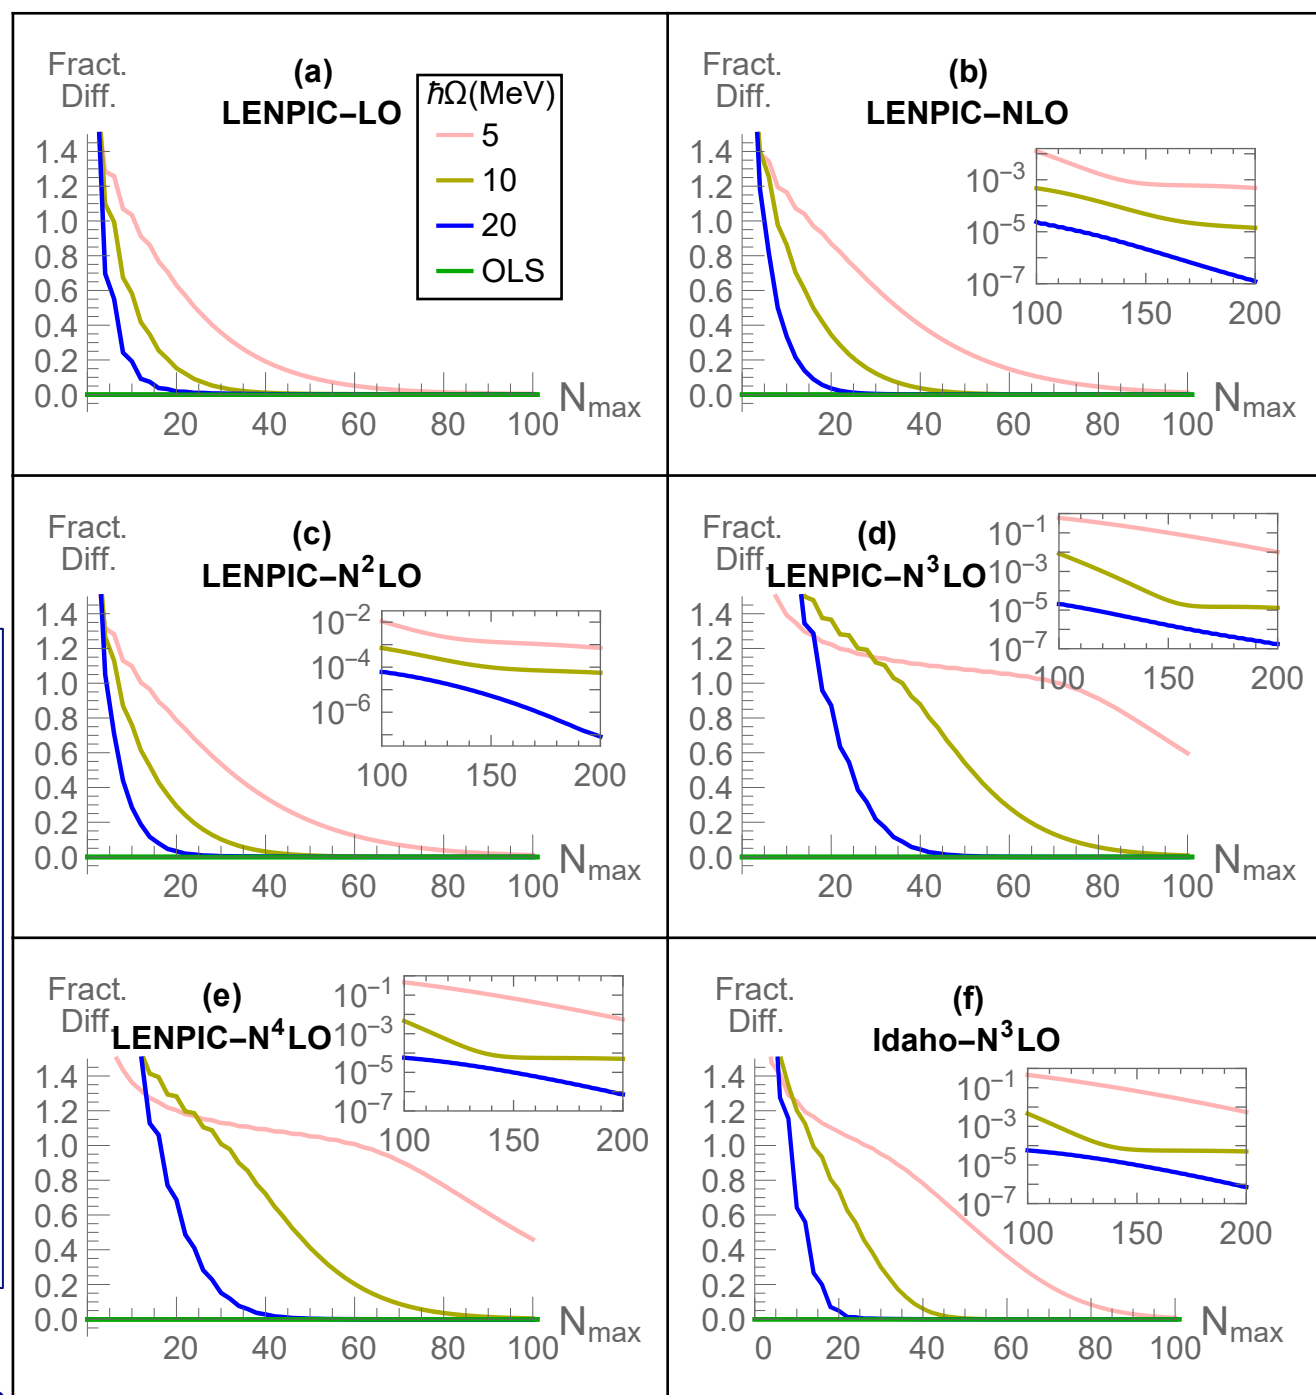 Fract.
Diff.
(a)
LENPIC–LO
ħΩ(MeV)
5
10
20
OLS
1.4
1.2
1.0
0.8
0.6
0.4
0.2
0.0
20 40 60 80 100
N_max
Fract.
Diff.
(b)
LENPIC–NLO
1.4
1.2
1.0
0.8
0.6
0.4
0.2
0.0
20 40 60 80 100
N_max
10⁻³
10⁻⁵
10⁻⁷
100 150 200
Fract.
Diff.
(c)
LENPIC–N²LO
1.4
1.2
1.0
0.8
0.6
0.4
0.2
0.0
20 40 60 80 100
N_max
10⁻²
10⁻⁴
10⁻⁶
100 150 200
Fract.
Diff.
(d)
LENPIC–N³LO
1.4
1.2
1.0
0.8
0.6
0.4
0.2
0.0
20 40 60 80 100
N_max
10⁻¹
10⁻³
10⁻⁵
10⁻⁷
100 150 200
Fract.
Diff.
(e)
LENPIC–N⁴LO
1.4
1.2
1.0
0.8
0.6
0.4
0.2
0.0
20 40 60 80 100
N_max
10⁻¹
10⁻³
10⁻⁵
10⁻⁷
100 150 200
Fract.
Diff.
(f)
Idaho–N³LO
1.4
1.2
1.0
0.8
0.6
0.4
0.2
0.0
0 20 40 60 80 100
N_max
10⁻¹
10⁻³
10⁻⁵
10⁻⁷
100 150 200